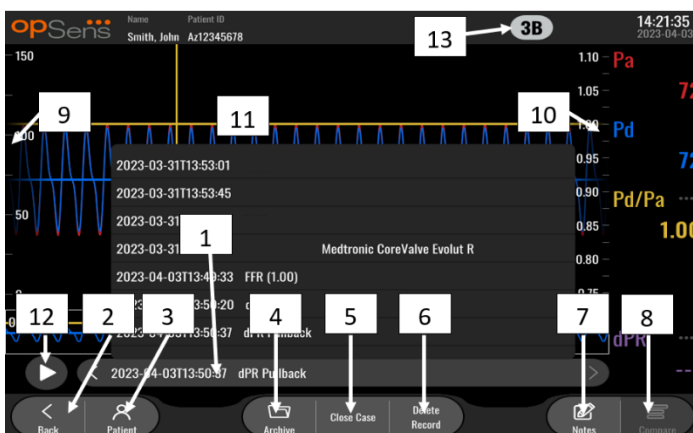 opSens
Name Patient ID
Smith, John Az12345678
13
3B
14:21:35
2023-04-03
150
1.10
Pa
1.05
72
9
11
10
100
1.00
Pd
2023-03-31T13:53:01
0.95
72
2023-03-31T13:53:45
0.90
Pd/Pa
---
50
2023-03-31
0.85
1.00
1
2023-03-31 Medtronic CoreValve Evolut R
0.80
2023-04-03T13:49:33 FFR (1.00)
0.75
12
2
3
4
5
6
7
8
dPR
---
2023-04-03T13:50:37 dPR Pullback
--
Back
Patient
Archive
Close Case
Delete
Record
Notes
Compare